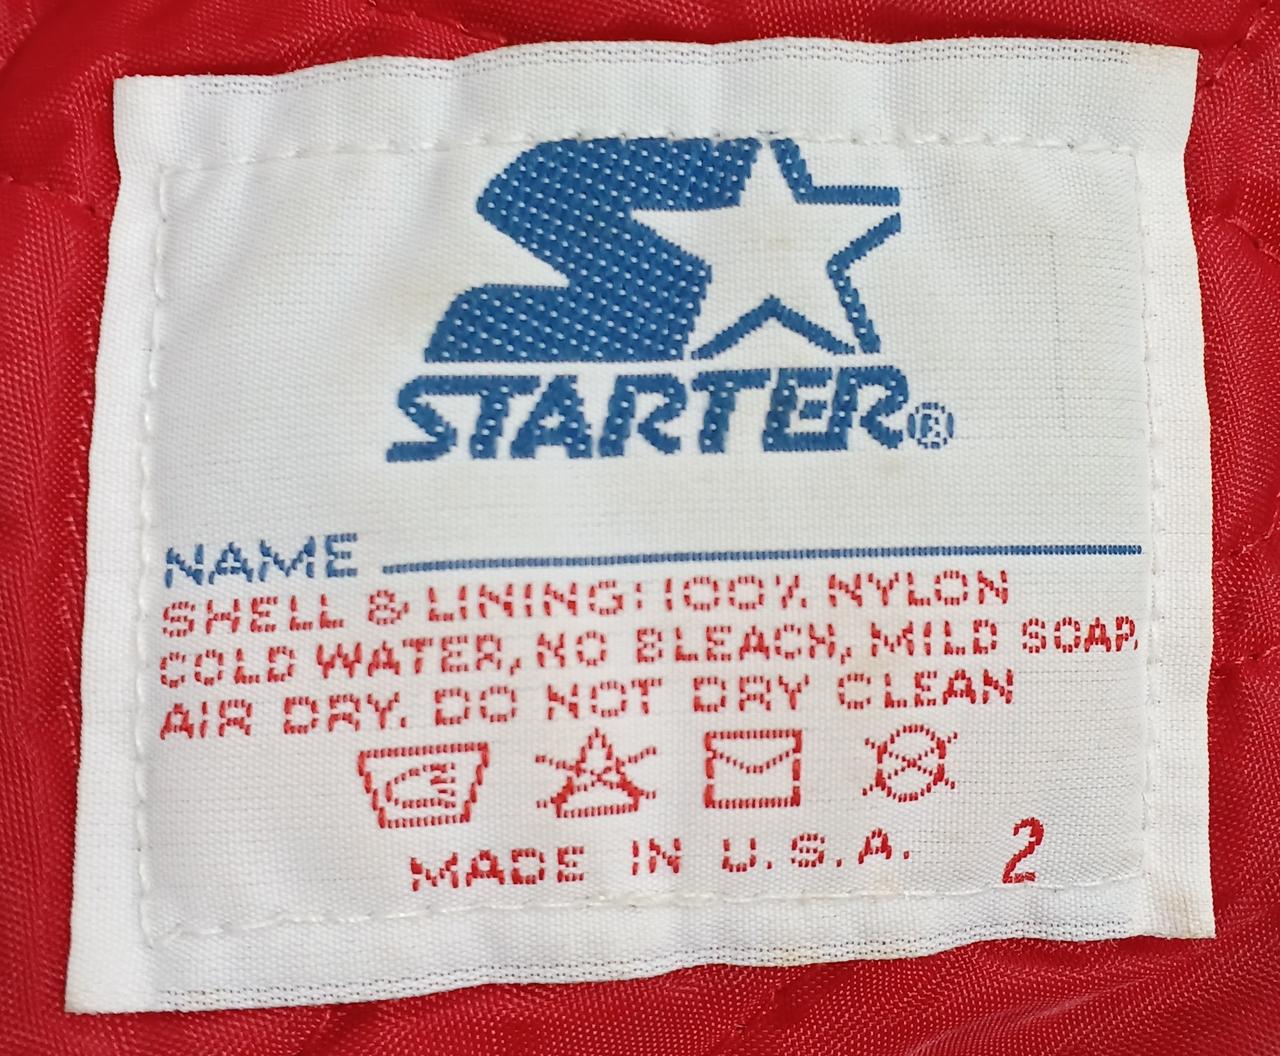 STARTER®
NAME
SHELL & LINING:100% NYLON
COLD WATER, NO BLEACH, MILD SOAP,
AIR DRY. DO NOT DRY CLEAN
MADE IN U.S.A. 2